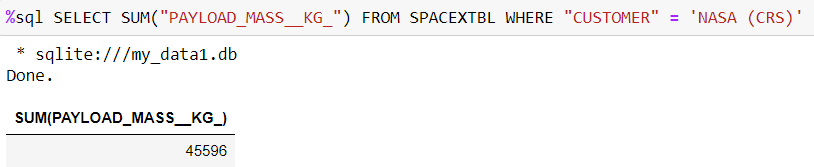 %sql SELECT SUM("PAYLOAD_MASS__KG_") FROM SPACEXTBL WHERE "CUSTOMER" = 'NASA (CRS)'
* sqlite:///my_data1.db
Done.
SUM(PAYLOAD_MASS__KG_)
45596